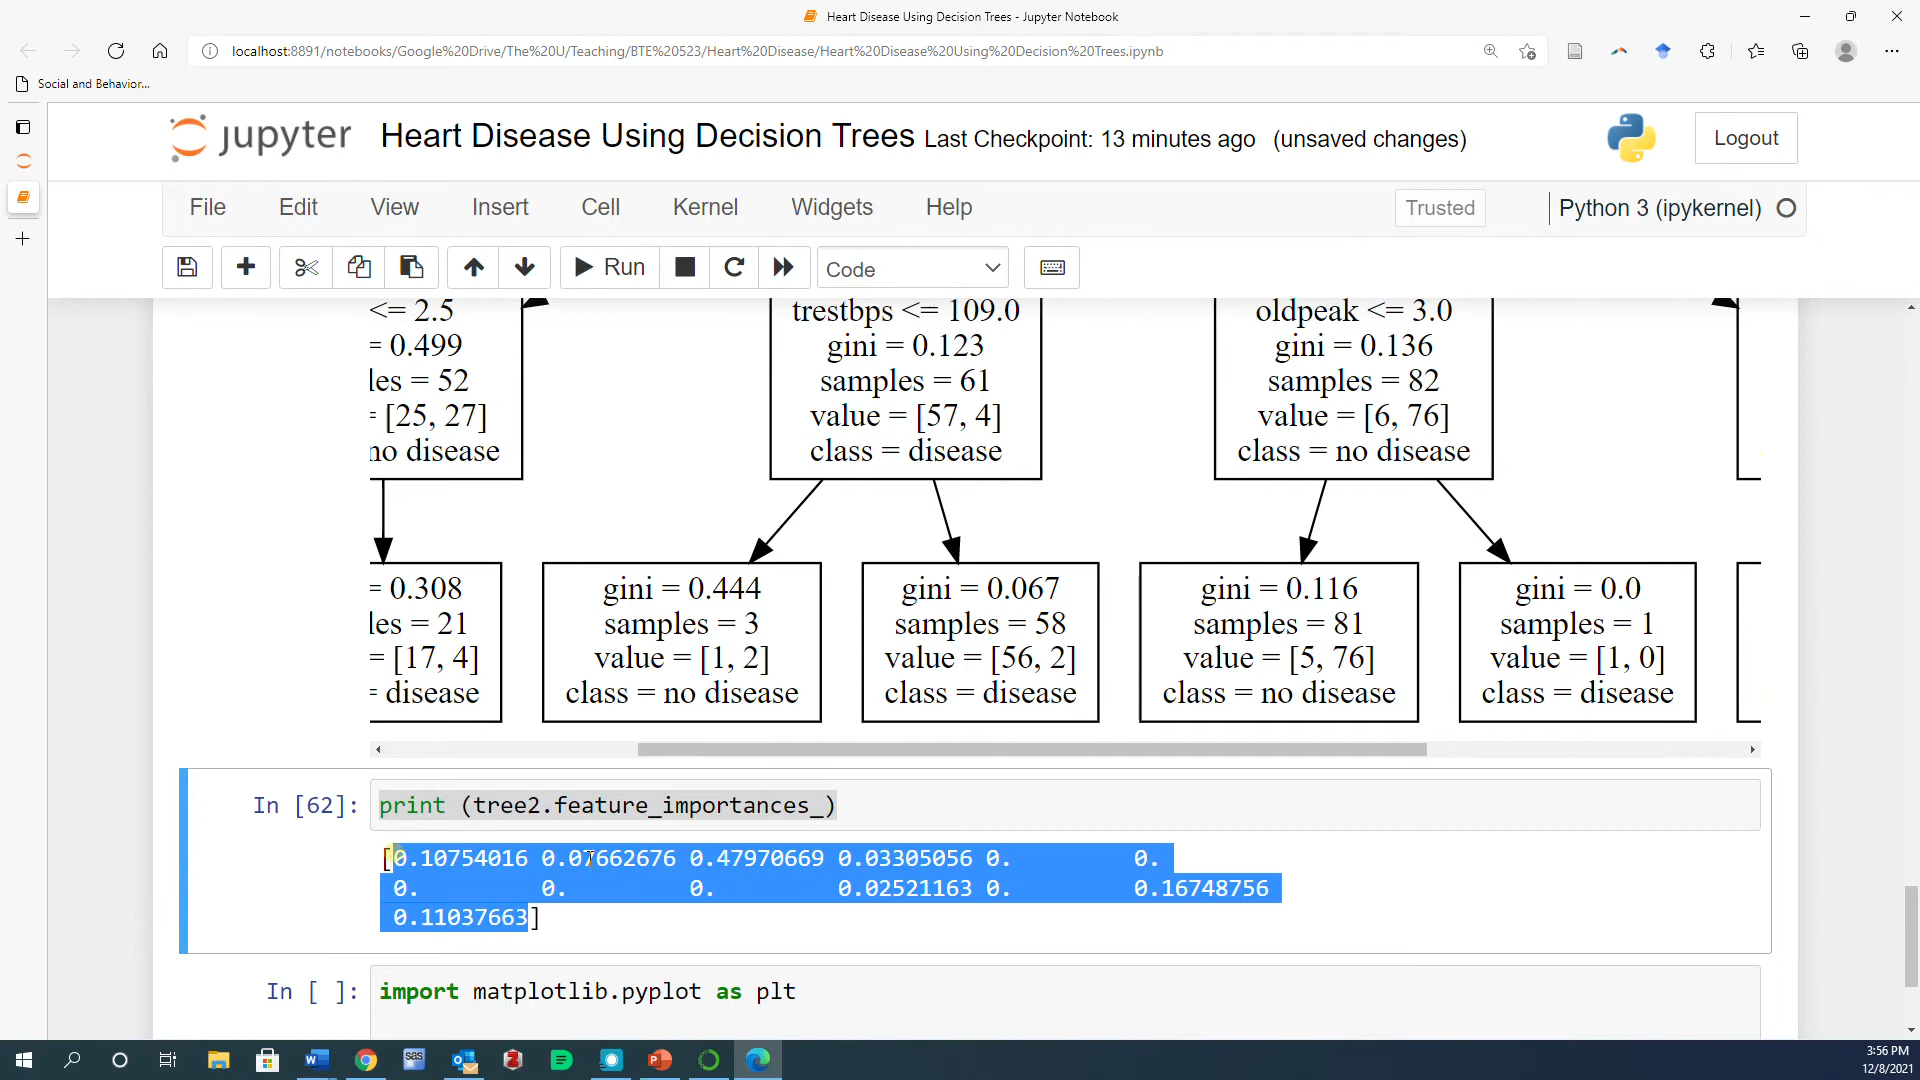 Heart Disease Using Decision Trees - Jupyter Notebook
localhost:8891/notebooks/Google%20Drive/The%20U/Teaching/BTE%20523/Heart%20Disease/Heart%20Disease%20Using%20Decision%20Trees.ipynb
Social and Behavior...
jupyter Heart Disease Using Decision Trees Last Checkpoint: 13 minutes ago (unsaved changes)
Logout
File Edit View Insert Cell Kernel Widgets Help Trusted Python 3 (ipykernel)
Run Code
<= 2.5 trestbps <= 109.0 oldpeak <= 3.0
= 0.499 gini = 0.123 gini = 0.136
les = 52 samples = 61 samples = 82
= [25, 27] value = [57, 4] value = [6, 76]
no disease class = disease class = no disease
= 0.308 gini = 0.444 gini = 0.067 gini = 0.116 gini = 0.0
les = 21 samples = 3 samples = 58 samples = 81 samples = 1
= [17, 4] value = [1, 2] value = [56, 2] value = [5, 76] value = [1, 0]
= disease class = no disease class = disease class = no disease class = disease
In [62]: print (tree2.feature_importances_)
[0.10754016 0.07662676 0.47970669 0.03305056 0. 0.
0. 0. 0. 0.02521163 0. 0.16748756
0.11037663]
In [ ]: import matplotlib.pyplot as plt
sas
3:56 PM
12/8/2021